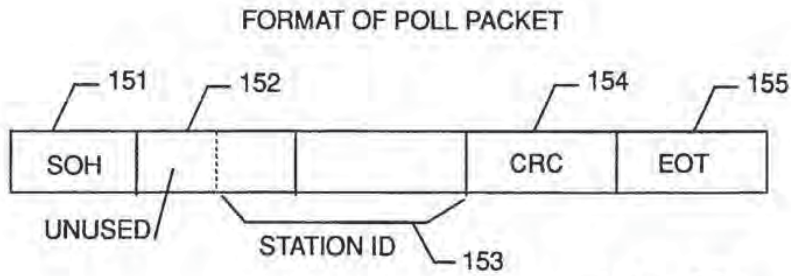 FORMAT OF POLL PACKET
151 152 154 155
SOH CRC EOT
UNUSED
STATION ID 153